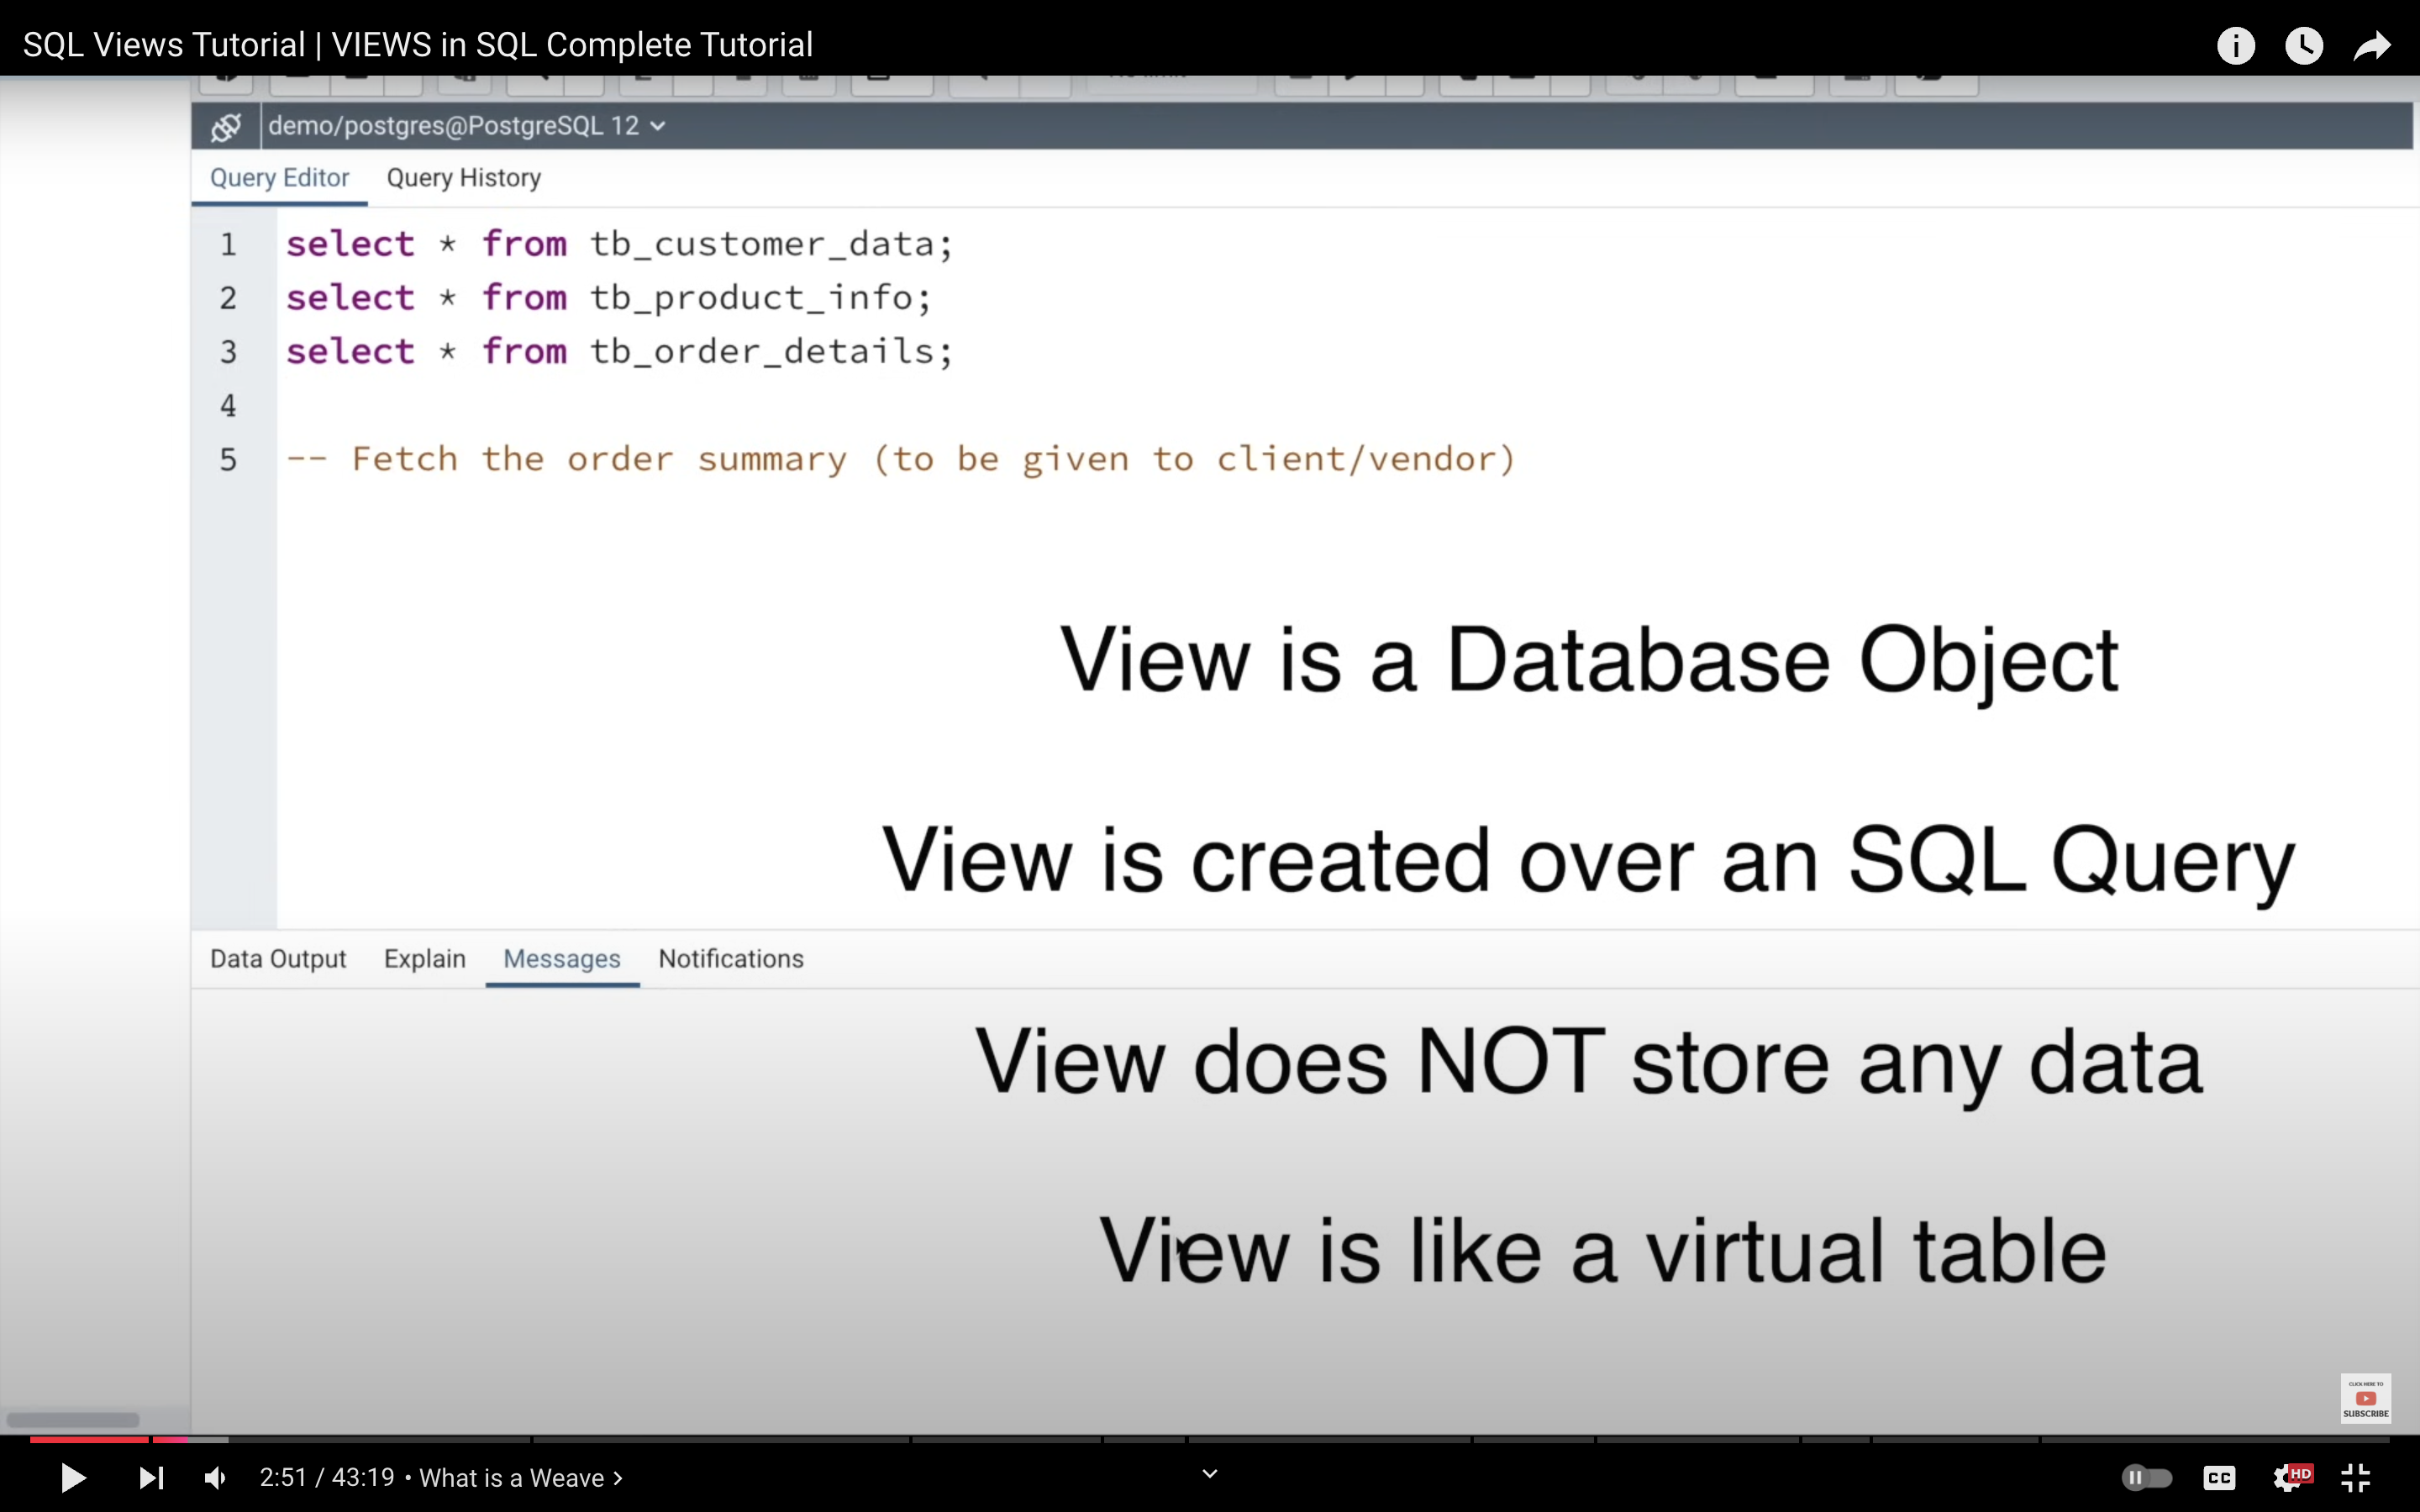 SQL Views Tutorial | VIEWS in SQL Complete Tutorial
demo/postgres@PostgreSQL 12
Query Editor Query History
1 select * from tb_customer_data;
2 select * from tb_product_info;
3 select * from tb_order_details;
4
5 -- Fetch the order summary (to be given to client/vendor)
View is a Database Object
View is created over an SQL Query
Data Output Explain Messages Notifications
View does NOT store any data
View is like a virtual table
CLICK HERE TO
SUBSCRIBE
2:51 / 43:19 • What is a Weave >
CC HD